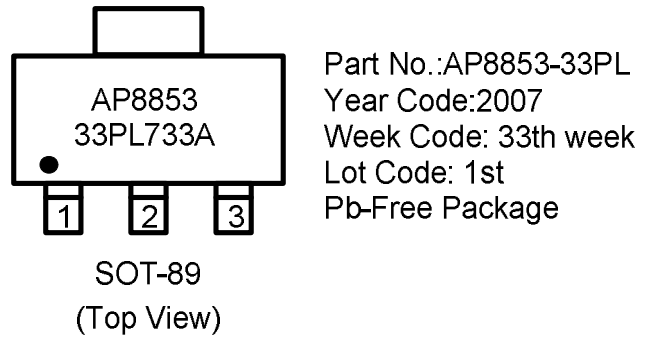 AP8853
33PL733A
1 2 3
SOT-89
(Top View)
Part No.:AP8853-33PL
Year Code:2007
Week Code: 33th week
Lot Code: 1st
Pb-Free Package